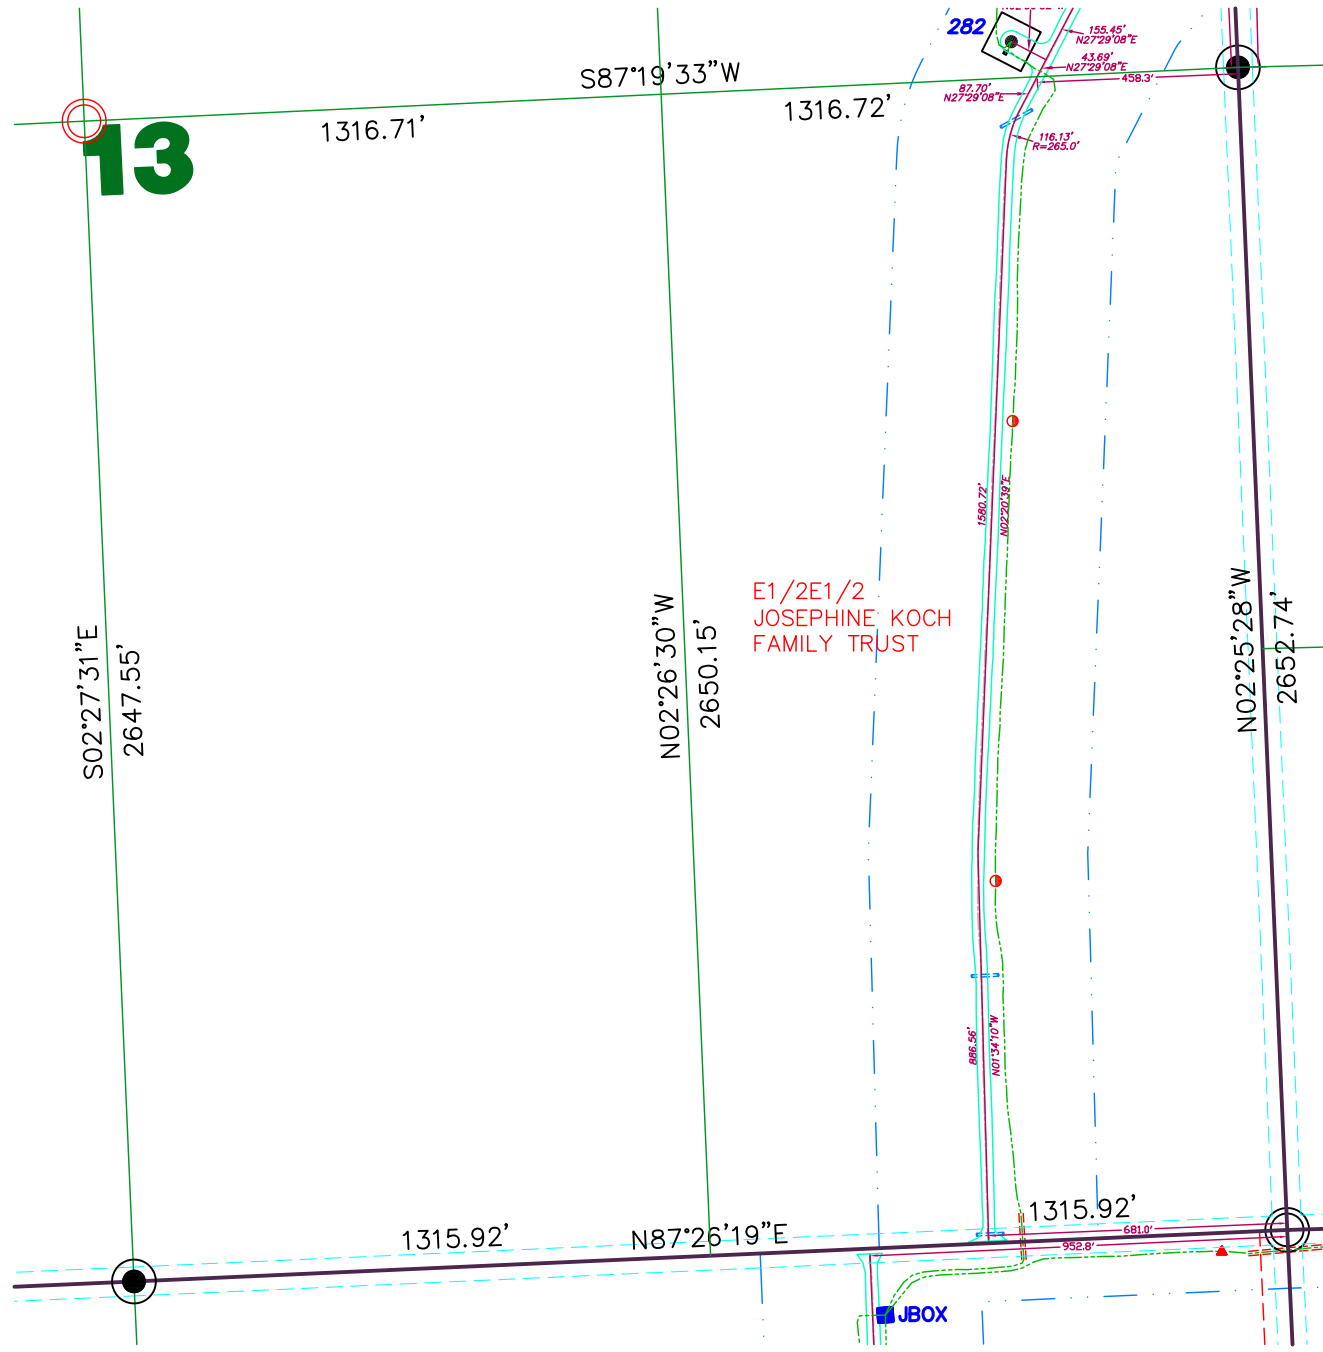 282
155.45'
N27°29'08"E
43.69'
N27°29'08"E
458.3'
87.70'
N27°29'08"E
S87°19'33"W
1316.71'
1316.72'
116.13'
R=265.0'
13
1580.72'
N02°20'39"E
E1/2E1/2
JOSEPHINE KOCH
FAMILY TRUST
S02°27'31"E
2647.55'
N02°26'30"W
2650.15'
N02°25'28"W
2652.74'
886.56'
N01°34'10"W
1315.92'
N87°26'19"E
1315.92'
681.0'
952.8'
JBOX